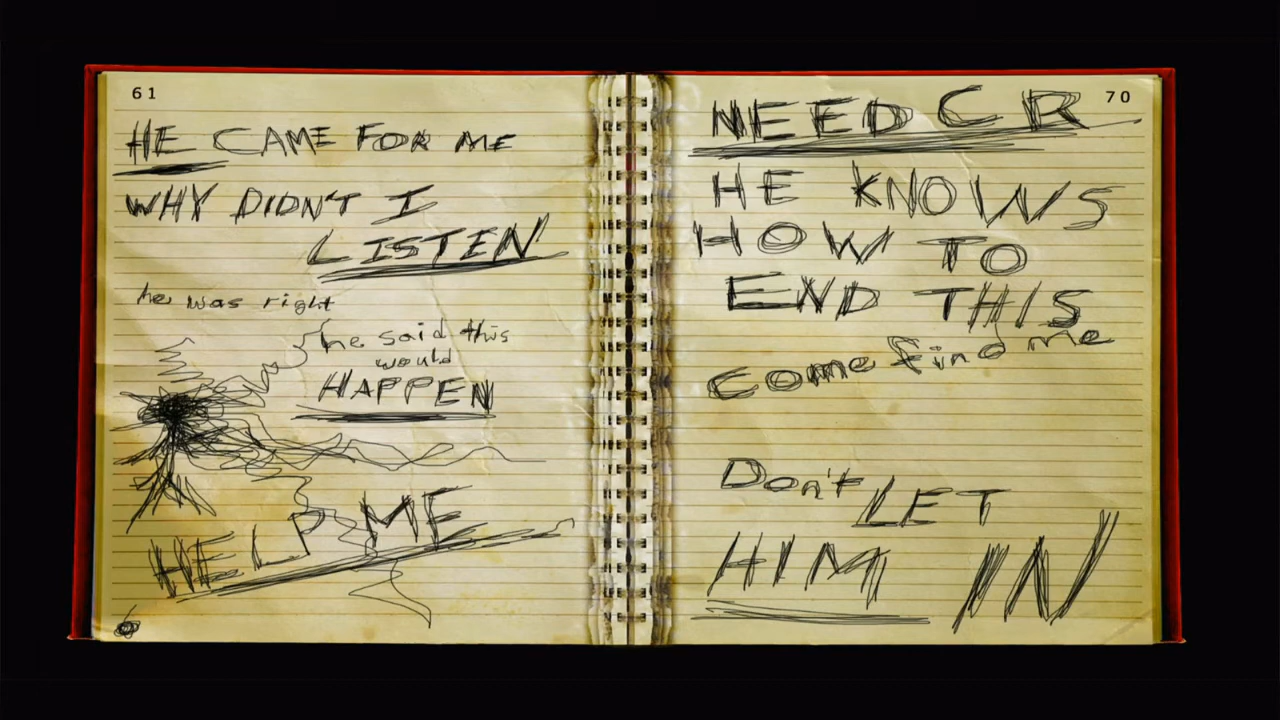 61
HE CAME FOR ME
WHY DIDN'T I
LISTEN
he was right
he said this
would
HAPPEN
HELP ME
70
NEED CR
HE KNOWS
HOW TO
END THIS
come find me
Don't LET
HIM IN